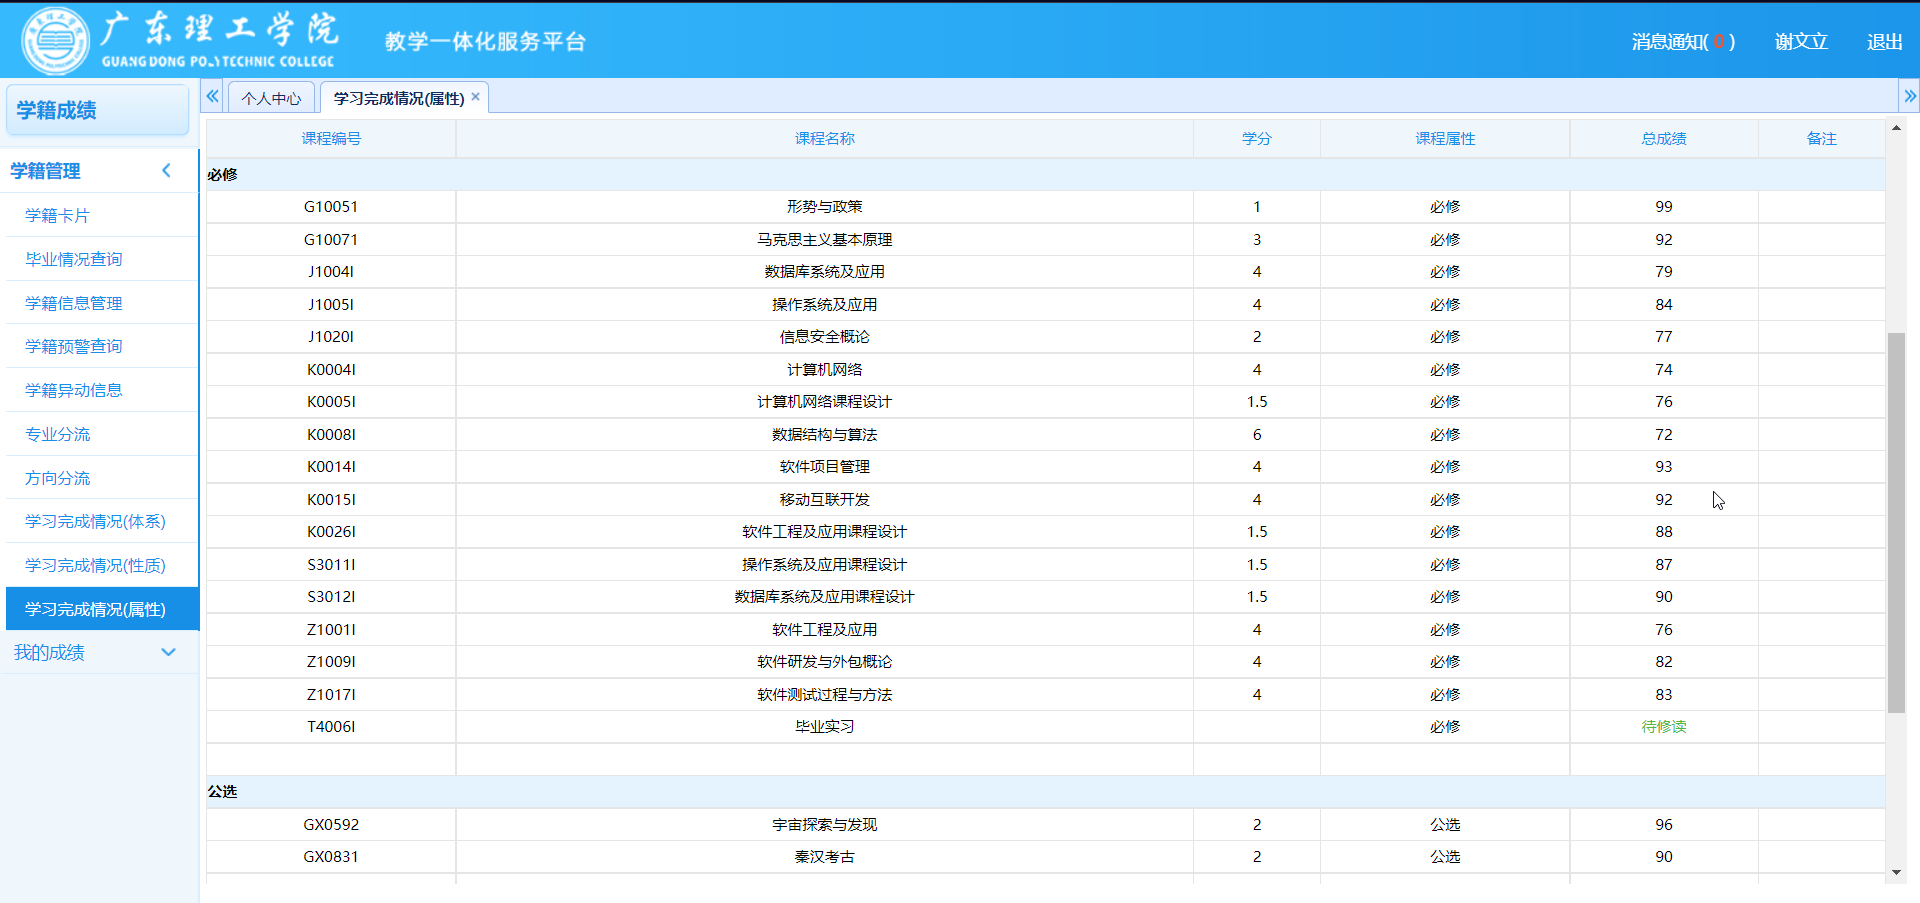 广东理工学院
GUANGDONG POLYTECHNIC COLLEGE
教学一体化服务平台
消息通知( 0 ) 谢文立 退出
学籍成绩
学籍管理
学籍卡片
毕业情况查询
学籍信息管理
学籍预警查询
学籍异动信息
专业分流
方向分流
学习完成情况(体系)
学习完成情况(性质)
学习完成情况(属性)
我的成绩
个人中心 学习完成情况(属性)
课程编号 课程名称 学分 课程属性 总成绩 备注
必修
G10051 形势与政策 1 必修 99
G10071 马克思主义基本原理 3 必修 92
J1004I 数据库系统及应用 4 必修 79
J1005I 操作系统及应用 4 必修 84
J1020I 信息安全概论 2 必修 77
K0004I 计算机网络 4 必修 74
K0005I 计算机网络课程设计 1.5 必修 76
K0008I 数据结构与算法 6 必修 72
K0014I 软件项目管理 4 必修 93
K0015I 移动互联开发 4 必修 92
K0026I 软件工程及应用课程设计 1.5 必修 88
S3011I 操作系统及应用课程设计 1.5 必修 87
S3012I 数据库系统及应用课程设计 1.5 必修 90
Z1001I 软件工程及应用 4 必修 76
Z1009I 软件研发与外包概论 4 必修 82
Z1017I 软件测试过程与方法 4 必修 83
T4006I 毕业实习 必修 待修读
公选
GX0592 宇宙探索与发现 2 公选 96
GX0831 秦汉考古 2 公选 90